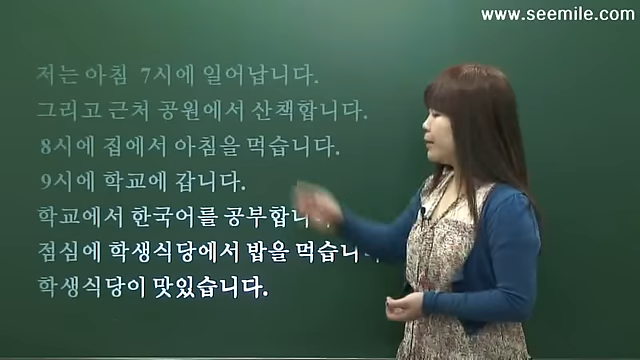 www.seemile.com
저는 아침 7시에 일어납니다.
그리고 근처 공원에서 산책합니다.
8시에 집에서 아침을 먹습니다.
9시에 학교에 갑니다.
학교에서 한국어를 공부합니
점심에 학생식당에서 밥을 먹습니
학생식당이 맛있습니다.